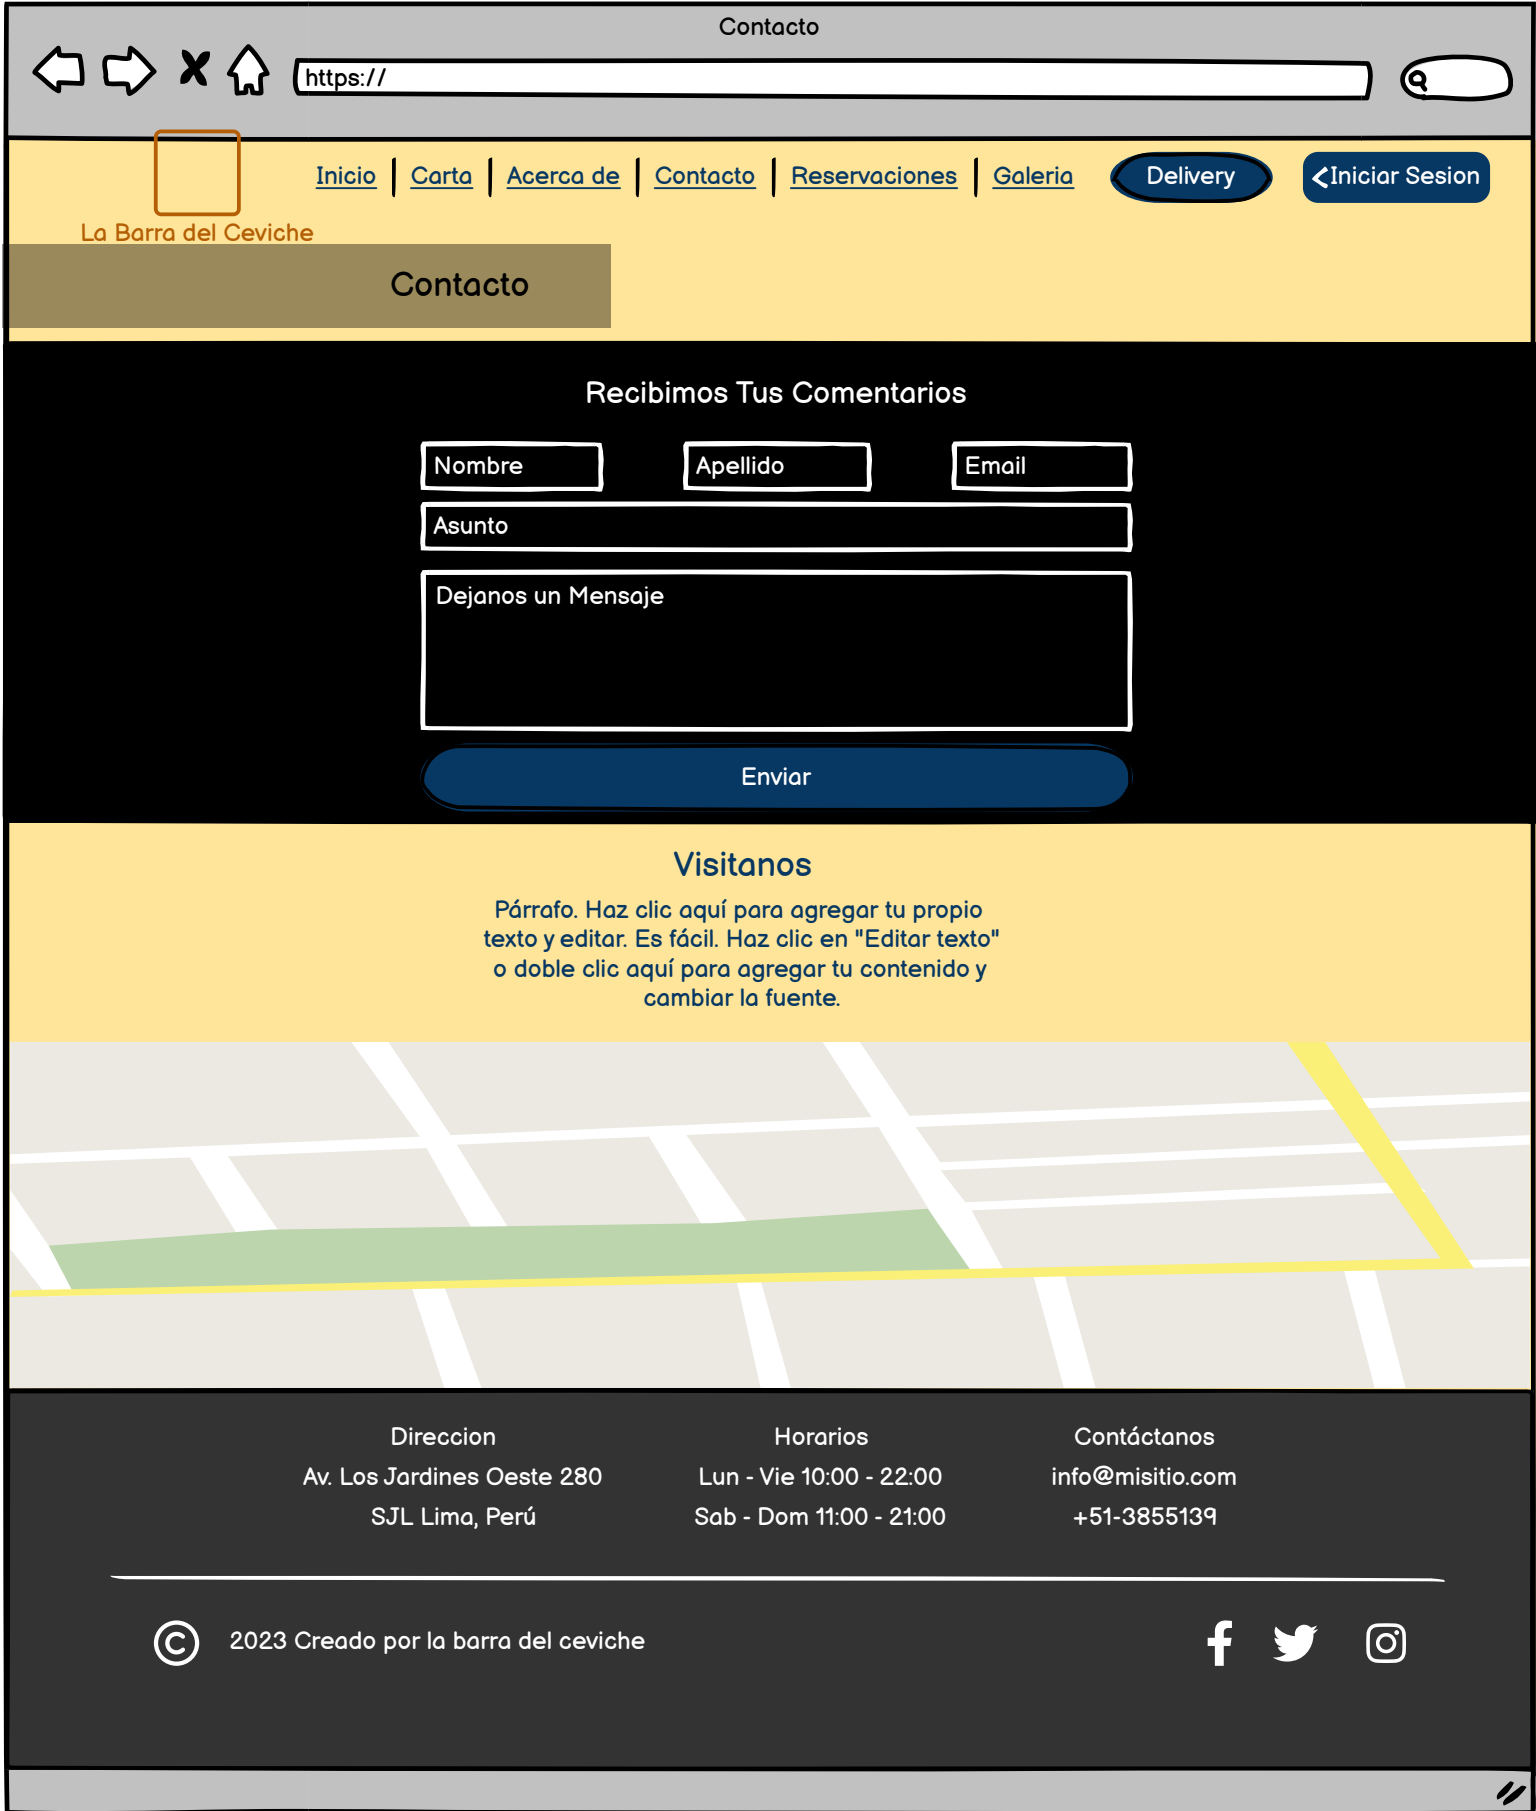 Contacto
https://
Inicio Carta Acerca de Contacto Reservaciones Galeria Delivery Iniciar Sesion
La Barra del Ceviche
Contacto
Recibimos Tus Comentarios
Nombre Apellido Email
Asunto
Dejanos un Mensaje
Enviar
Visitanos
Párrafo. Haz clic aquí para agregar tu propio
texto y editar. Es fácil. Haz clic en "Editar texto"
o doble clic aquí para agregar tu contenido y
cambiar la fuente.
Direccion Horarios Contáctanos
Av. Los Jardines Oeste 280 Lun - Vie 10:00 - 22:00 info@misitio.com
SJL Lima, Perú Sab - Dom 11:00 - 21:00 +51-3855139
© 2023 Creado por la barra del ceviche